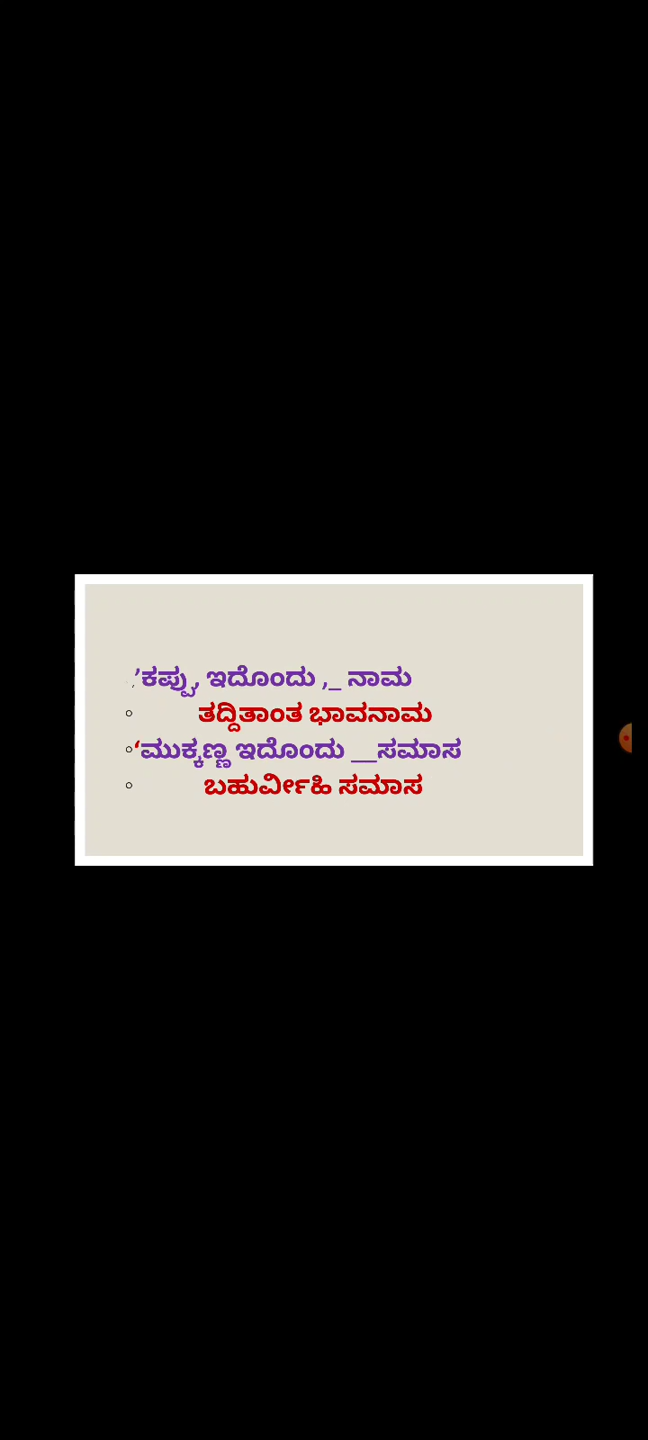 ,’ಕಪ್ಪು, ಇದೊಂದು ,_ ನಾಮ
ತದ್ದಿತಾಂತ ಭಾವನಾಮ
‘ಮುಕ್ಕಣ್ಣ ಇದೊಂದು __ಸಮಾಸ
ಬಹುರ್ವೀಹಿ ಸಮಾಸ